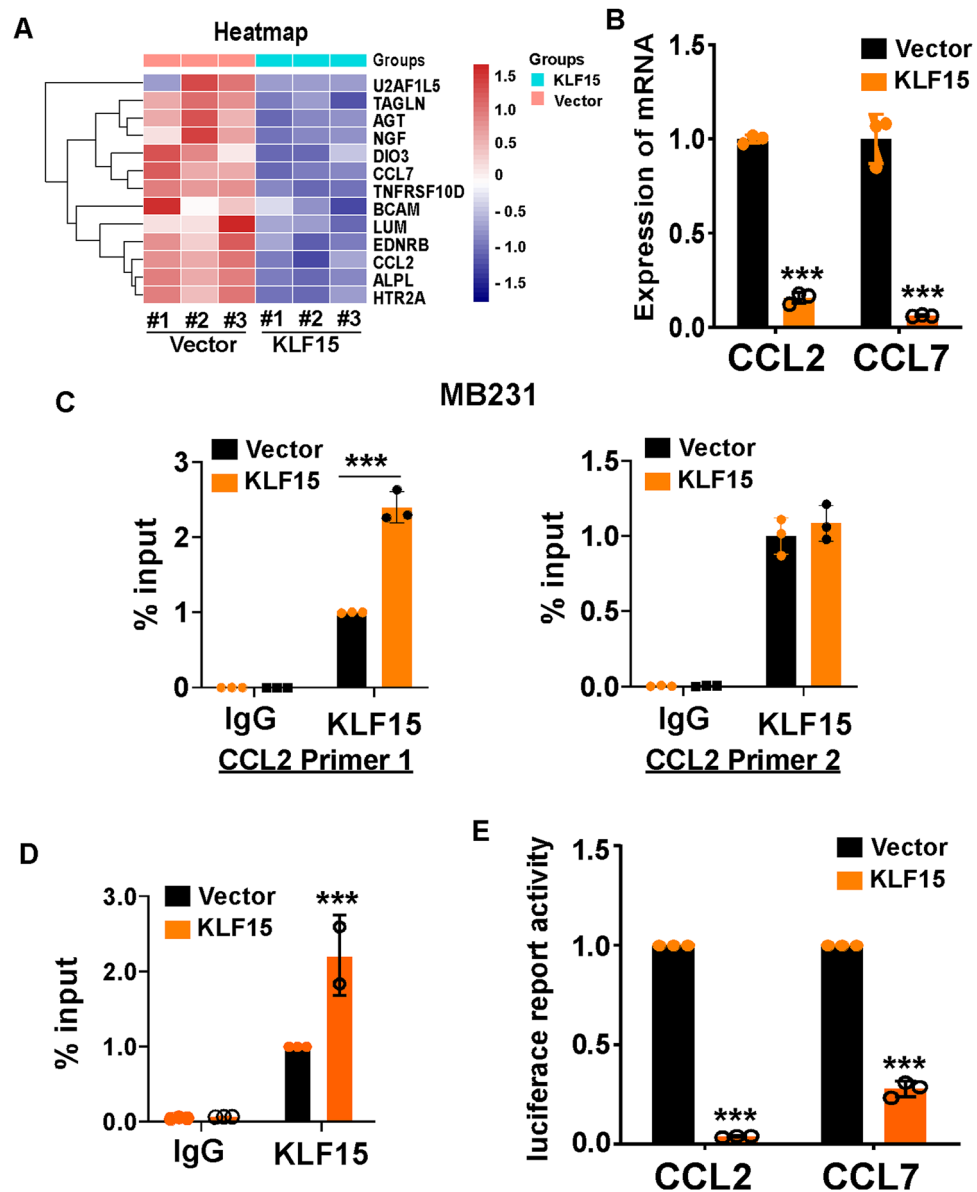 A
Heatmap
Groups
U2AF1L5
TAGLN
AGT
NGF
DIO3
CCL7
TNFRSF10D
BCAM
LUM
EDNRB
CCL2
ALPL
HTR2A
#1 #2 #3 #1 #2 #3
Vector KLF15
1.5
1.0
0.5
0
- 0.5
- 1.0
- 1.5
Groups
KLF15
Vector
B
Expression of mRNA
1.5
1.0
0.5
0.0
Vector
KLF15
***
***
CCL2 CCL7
MB231
C
% input
3
2
1
0
Vector
KLF15
***
IgG KLF15
CCL2 Primer 1
% input
1.5
1.0
0.5
0.0
Vector
KLF15
IgG KLF15
CCL2 Primer 2
D
% input
3.0
2.0
1.0
0.0
Vector
KLF15
***
IgG KLF15
E
luciferace report activity
1.5
1.0
0.5
0.0
Vector
KLF15
***
***
CCL2 CCL7